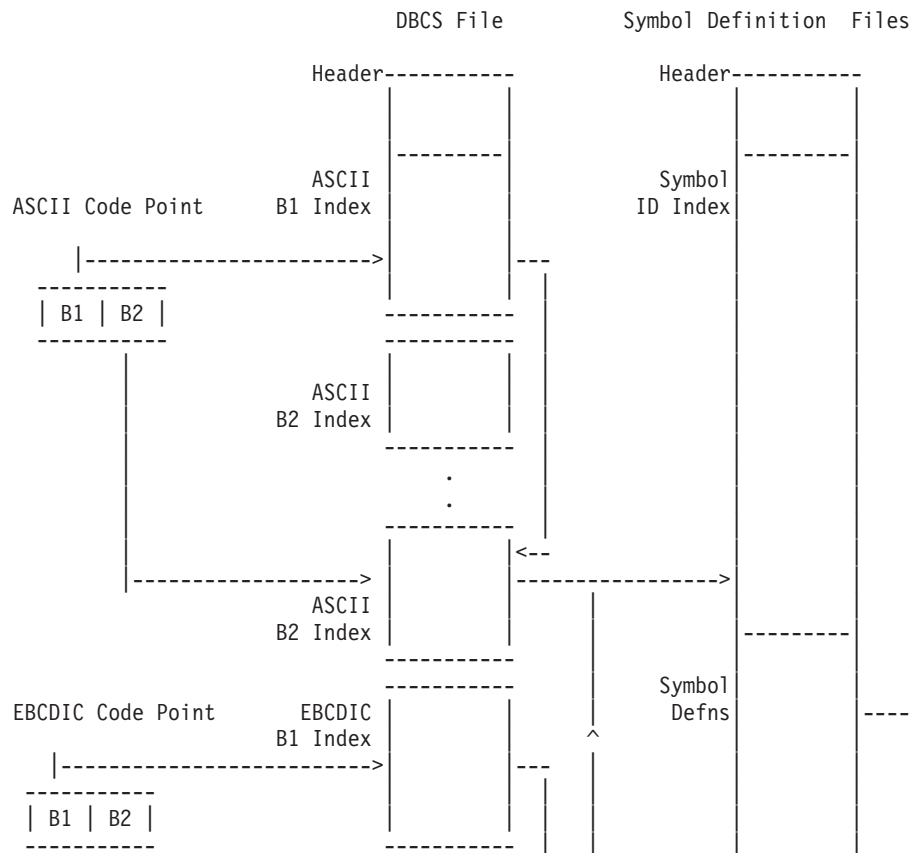 DBCS File Symbol Definition Files
Header Header
ASCII Symbol
ASCII Code Point B1 Index ID Index
B1 B2
ASCII
B2 Index
.
.
ASCII
B2 Index
Symbol
EBCDIC Code Point EBCDIC Defns
B1 Index
B1 B2